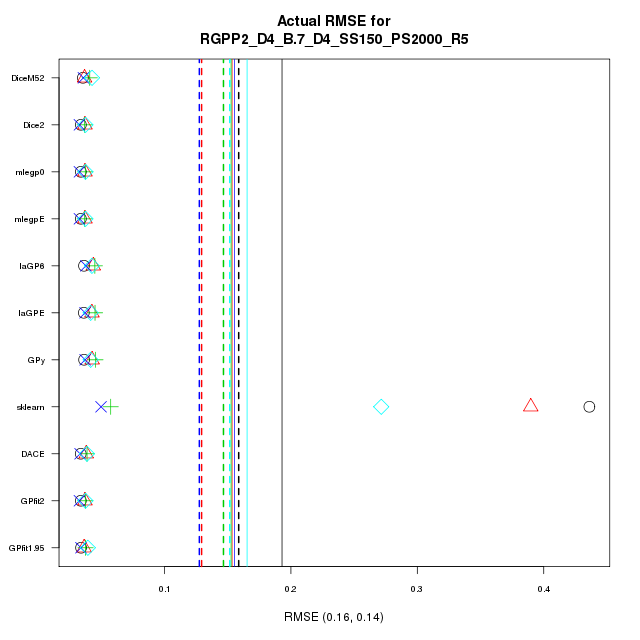 Actual RMSE for
RGPP2_D4_B.7_D4_SS150_PS2000_R5
DiceM52
Dice2
mlegp0
mlegpE
laGP6
laGPE
GPy
sklearn
DACE
GPfit2
GPfit1.95
0.1 0.2 0.3 0.4
RMSE (0.16, 0.14)